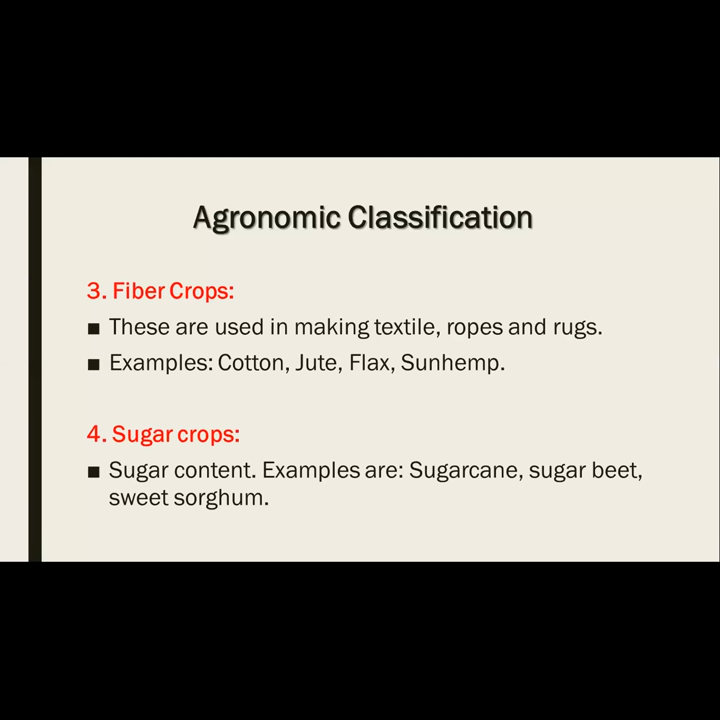 Agronomic Classification
3. Fiber Crops:
■ These are used in making textile, ropes and rugs.
■ Examples: Cotton, Jute, Flax, Sunhemp.
4. Sugar crops:
■ Sugar content. Examples are: Sugarcane, sugar beet,
sweet sorghum.